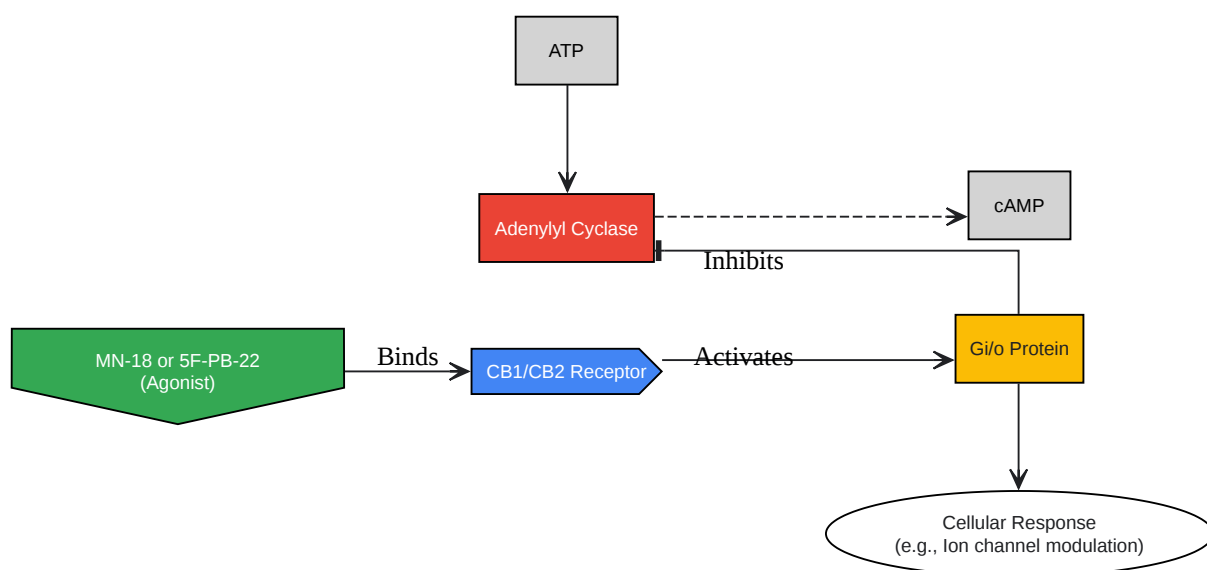 ATP
Adenylyl Cyclase
cAMP
Inhibits
MN-18 or 5F-PB-22
(Agonist)
Binds
CB1/CB2 Receptor
Activates
Gi/o Protein
Cellular Response
(e.g., Ion channel modulation)